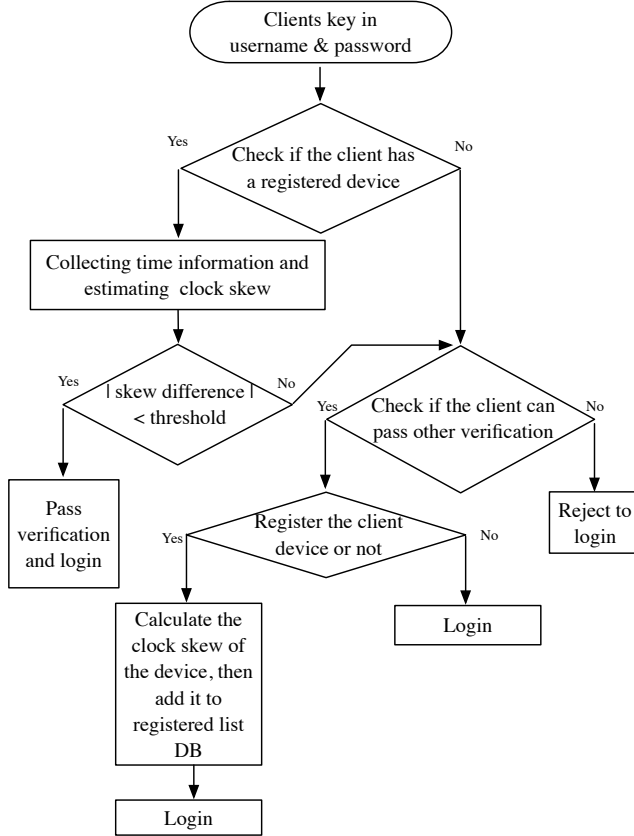 Clients key in
username & password
Yes
No
Check if the client has
a registered device
Collecting time information and
estimating clock skew
Yes
| skew difference |
< threshold
No
Yes
Check if the client can
pass other verification
No
Pass
verification
and login
Reject to
login
Yes
Register the client
device or not
No
Calculate the
clock skew of
the device, then
add it to
registered list
DB
Login
Login